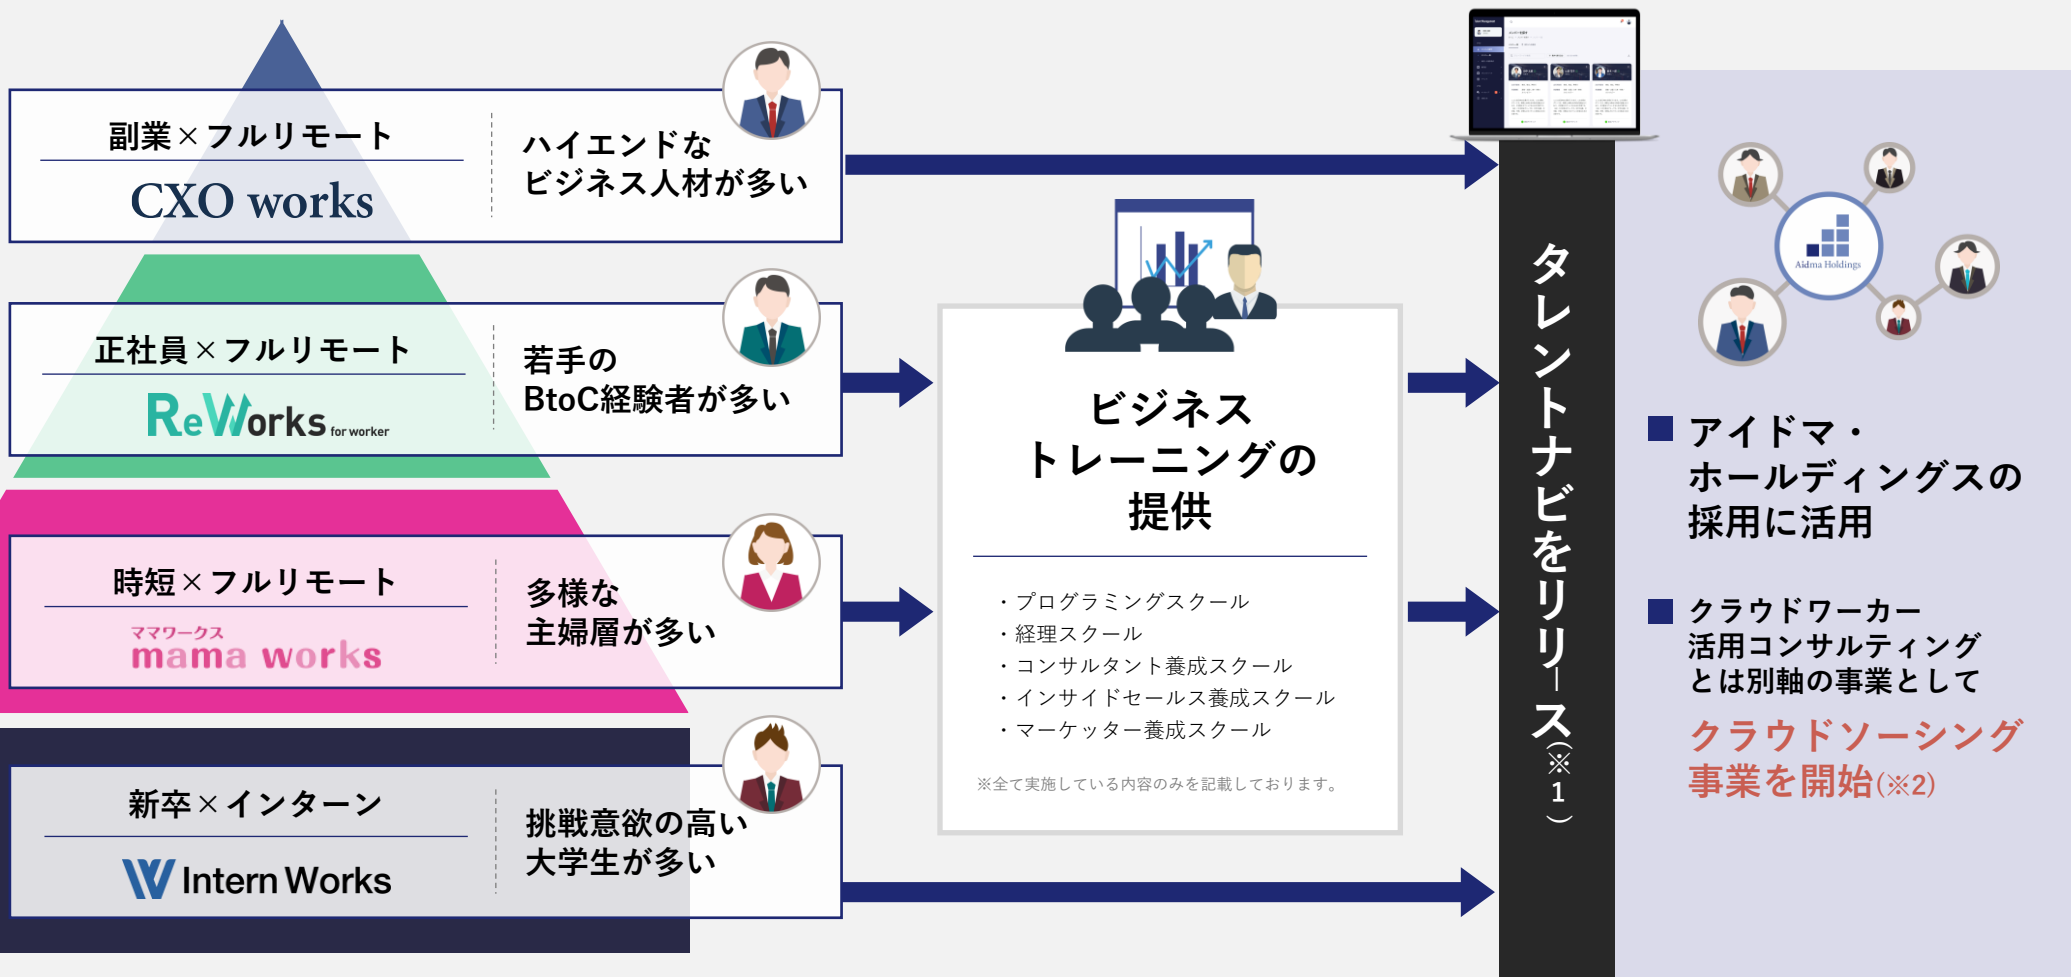 副業×フルリモート
CXO works
ハイエンドな
ビジネス人材が多い
正社員×フルリモート
ReWorks for worker
若手の
BtoC経験者が多い
時短×フルリモート
ママワークス
mama works
多様な
主婦層が多い
新卒×インターン
Intern Works
挑戦意欲の高い
大学生が多い
ビジネス
トレーニングの
提供
・プログラミングスクール
・経理スクール
・コンサルタント養成スクール
・インサイドセールス養成スクール
・マーケッター養成スクール
※全て実施している内容のみを記載しております。
タレントナビをリリース(※1)
Aidma Holdings
アイドマ・
ホールディングスの
採用に活用
クラウドワーカー
活用コンサルティング
とは別軸の事業として
クラウドソーシング
事業を開始(※2)